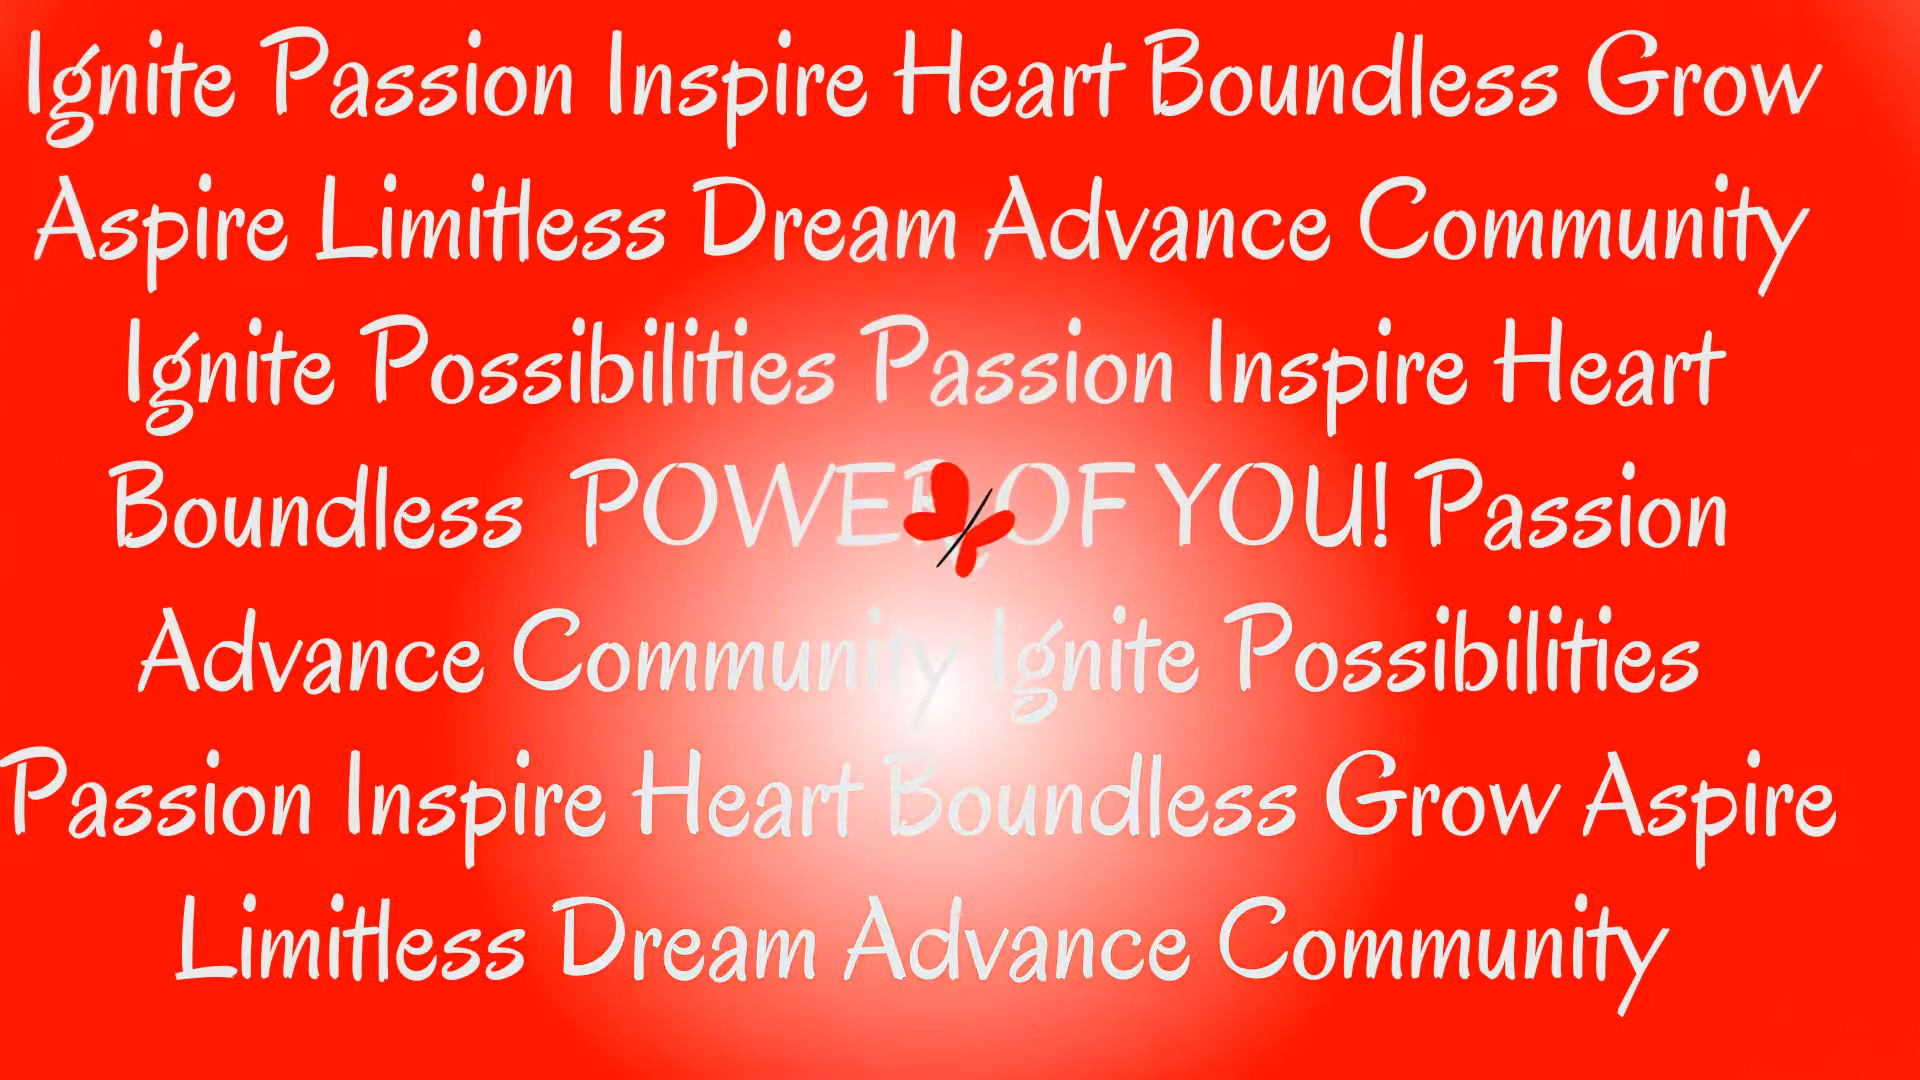 Ignite Passion Inspire Heart Boundless Grow
Aspire Limitless Dream Advance Community
Ignite Possibilities Passion Inspire Heart
Boundless POWER OF YOU! Passion
Advance Community Ignite Possibilities
Passion Inspire Heart Boundless Grow Aspire
Limitless Dream Advance Community